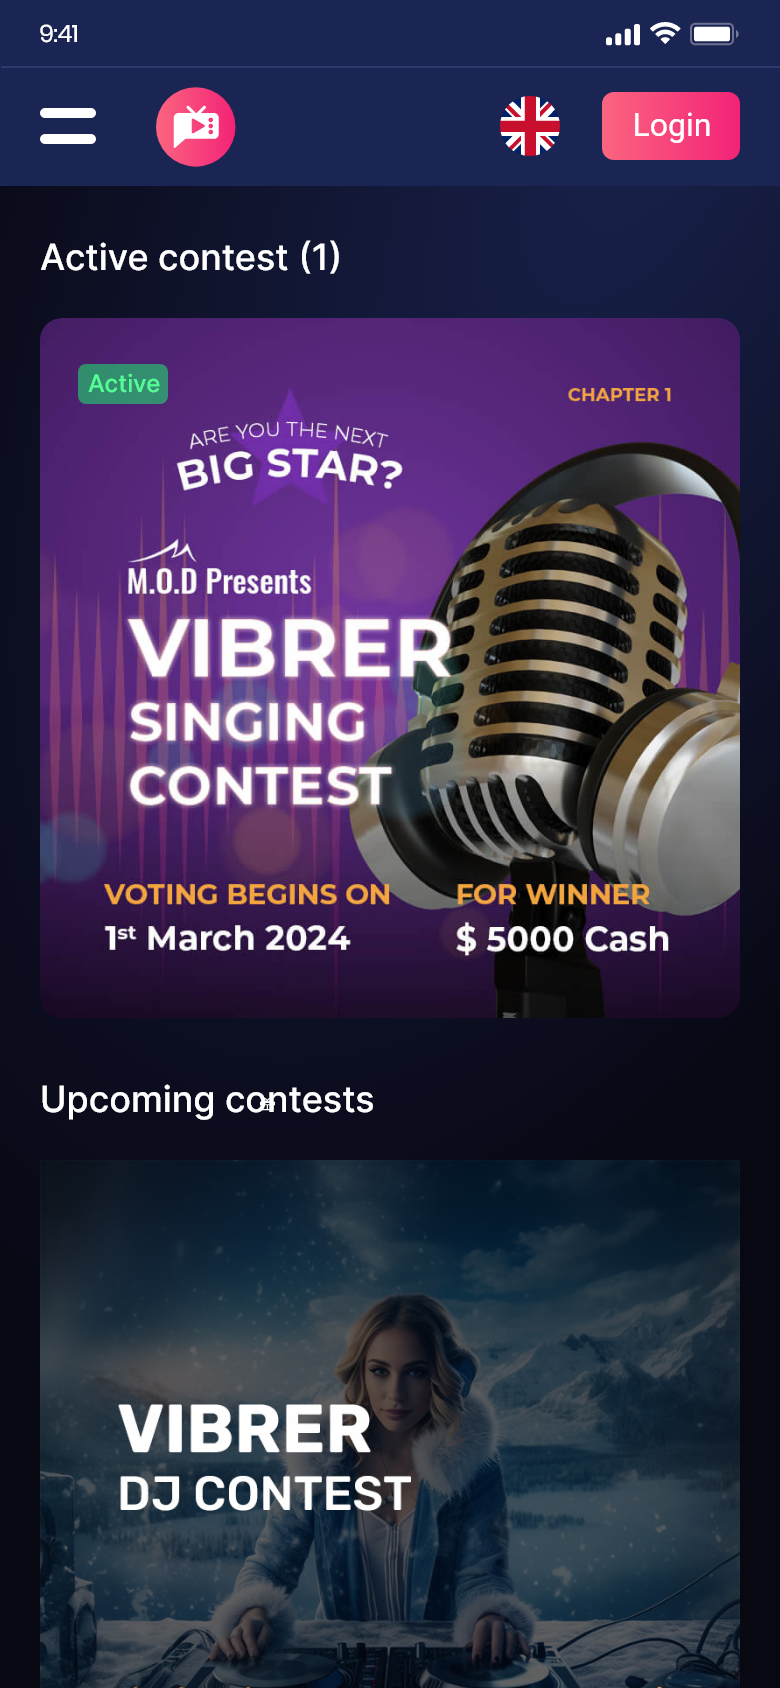 9:41
Login
Active contest (1)
Active
CHAPTER 1
ARE YOU THE NEXT
BIG STAR?
M.O.D Presents
VIBRER
SINGING
CONTEST
VOTING BEGINS ON
1st March 2024
FOR WINNER
$ 5000 Cash
Upcoming contests
VIBRER
DJ CONTEST